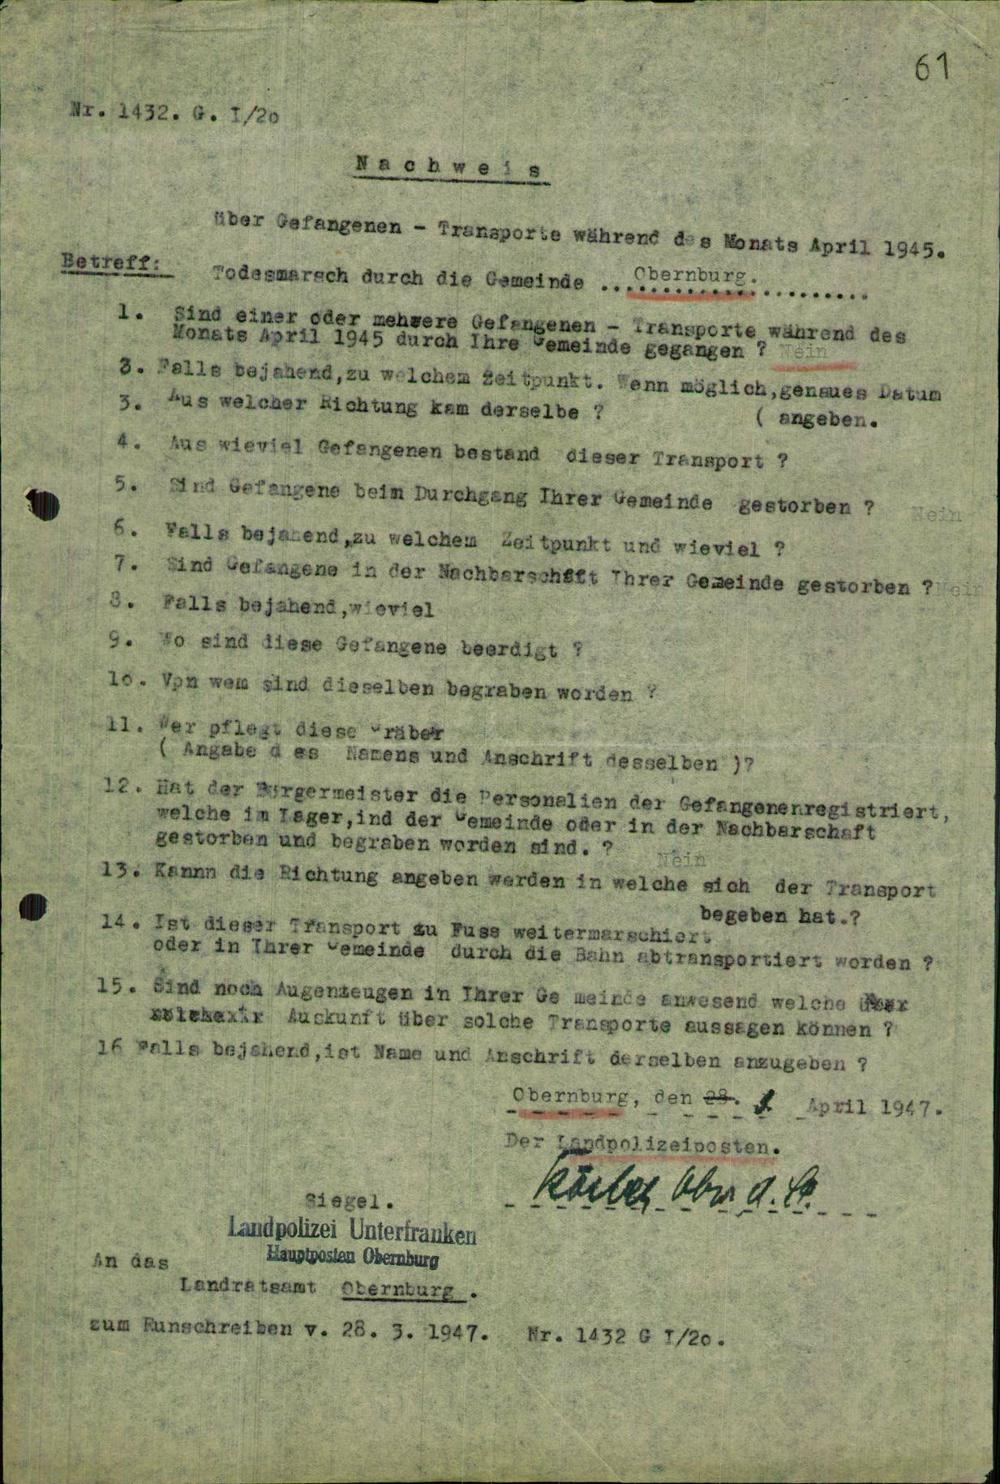 61
Nr. 1432. G. I/2o
N a c h w e i s
über Gefangenen - Transporte während d e s Monats April 1945.
Betreff: Todesmarsch durch die Gemeinde ...Obernburg...........
1. Sind einer oder mehrere Gefangenen - Transporte während des
Monats April 1945 durch Ihre Gemeinde gegangen ? Nein
2. Falls bejahend,zu welchem Zeitpunkt. Wenn möglich,genaues Datum
3. Aus welcher Richtung kam derselbe ? ( angeben.
4. Aus wieviel Gefangenen bestand dieser Transport ?
5. Sind Gefangene beim Durchgang Ihrer Gemeinde gestorben ? Nein
6. Falls bejahend,zu welchem Zeitpunkt und wieviel ?
7. Sind Gefangene in der Nachbarschaft Ihrer Gemeinde gestorben ? Nein
8. Falls bejahend,wieviel
9. Wo sind diese Gefangene beerdigt ?
1o. Von wem sind dieselben begraben worden ?
11. Wer pflegt diese Gräber
( Angabe d es Namens und Anschrift desselben )?
12. Hat der Bürgermeister die Personalien der Gefangenenregistriert,
welche im Lager,ind der Gemeinde oder in der Nachbarschaft
gestorben und begraben worden sind. ? Nein
13. Kannn die Richtung angeben werden in welche sich der Transport
begeben hat.?
14. Ist dieser Transport zu Fuss weitermarschiert
oder in Ihrer Gemeinde durch die Bahn abtransportiert worden ?
15. Sind noch Augenzeugen in Ihrer Ge meinde anwesend welche
Auskunft über solche Transporte aussagen können ?
16 Falls bejahend,ist Name und Anschrift derselben anzugeben ?
Obernburg, den 28. April 1947.
Der Landpolizeiposten.
Siegel.
Landpolizei Unterfranken
Hauptposten Obernburg
An das
Landratsamt Obernburg .
zum Runschreiben v. 28. 3. 1947. Nr. 1432 G I/2o.